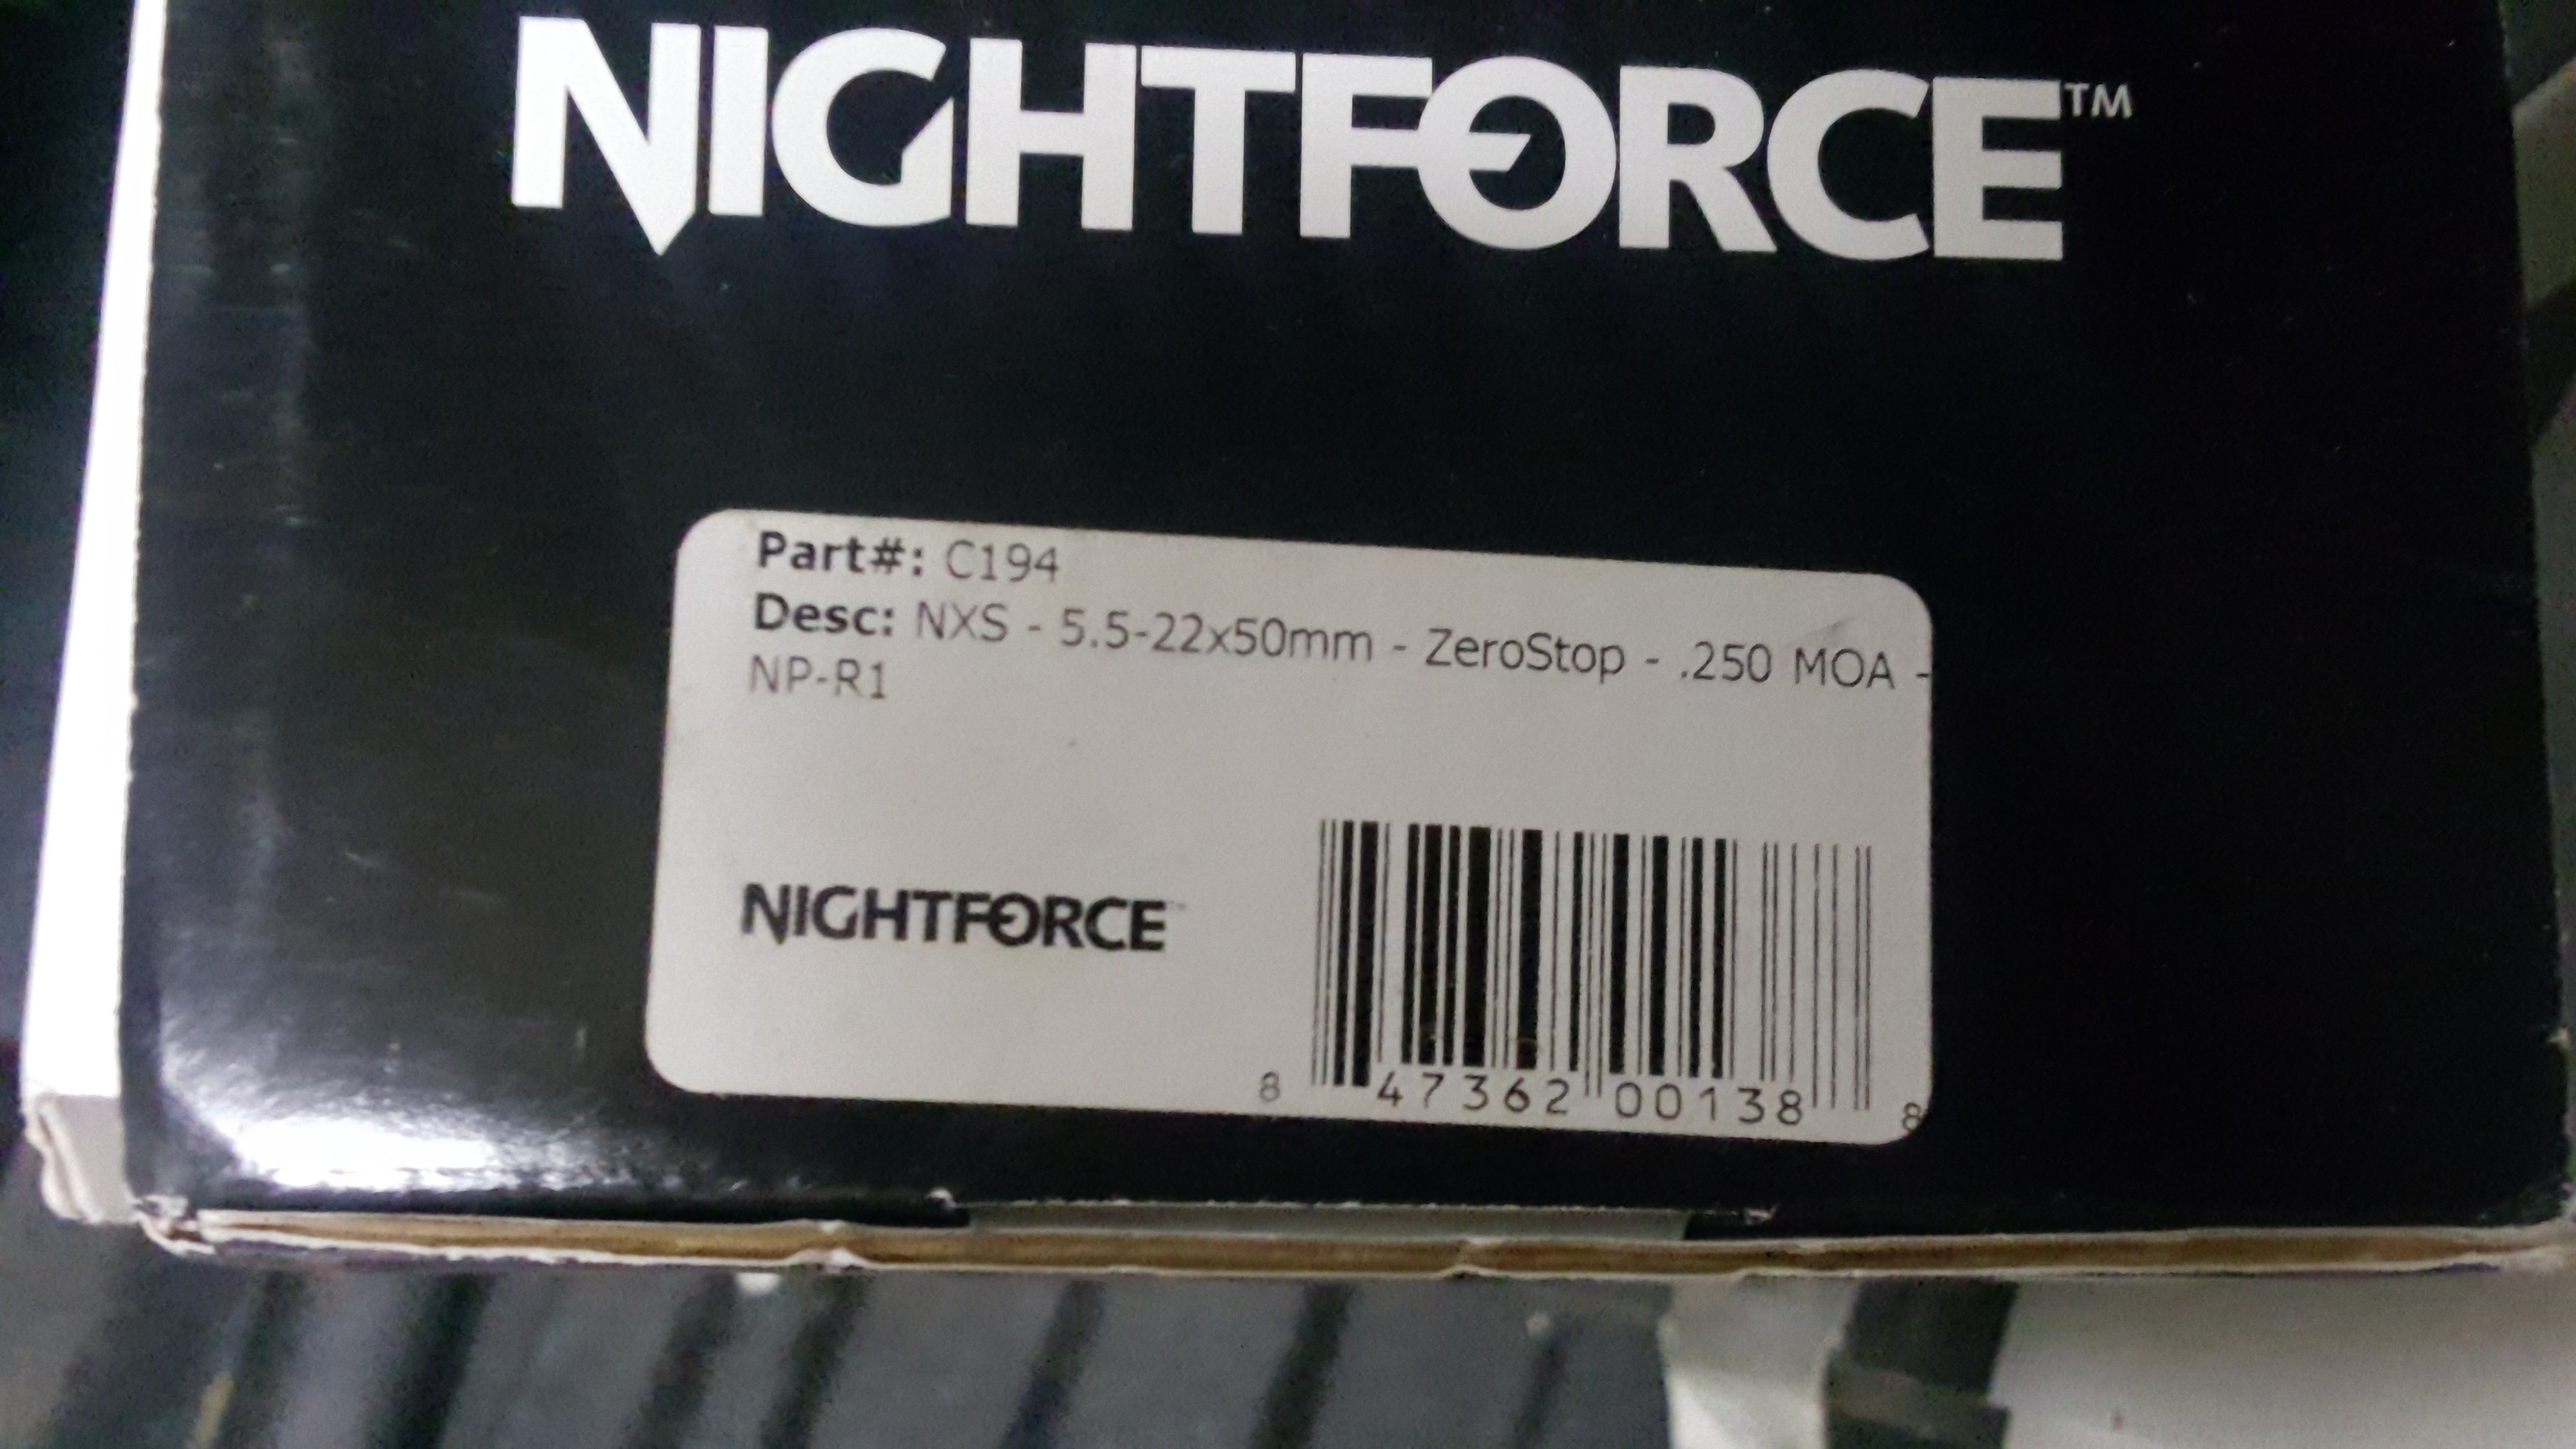 NIGHTFORCE™
Part#: C194
Desc: NXS - 5.5-22x50mm - ZeroStop - .250 MOA -
NP-R1
NIGHTFORCE
8 47362 00138 8